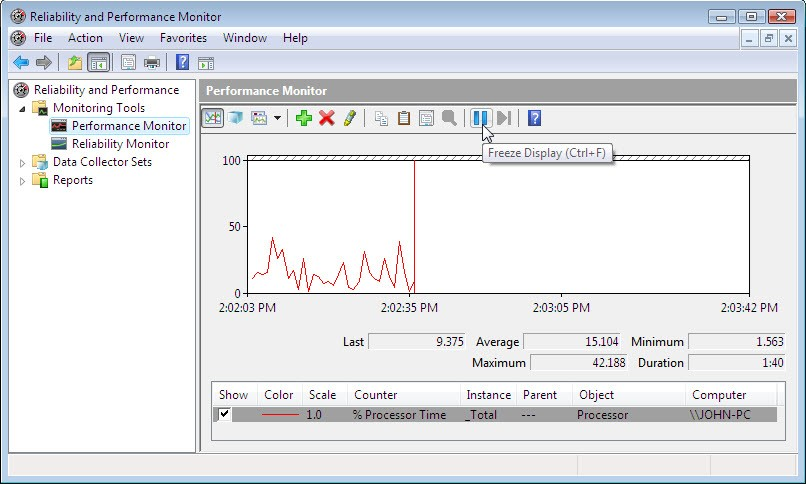 Reliability and Performance Monitor
File Action View Favorites Window Help
Reliability and Performance
Monitoring Tools
Performance Monitor
Reliability Monitor
Data Collector Sets
Reports
Performance Monitor
Freeze Display (Ctrl+F)
100
50
0
2:02:03 PM 2:02:35 PM 2:03:05 PM 2:03:42 PM
Last 9.375 Average 15.104 Minimum 1.563
Maximum 42.188 Duration 1:40
Show Color Scale Counter Instance Parent Object Computer
1.0 % Processor Time _Total --- Processor \\JOHN-PC